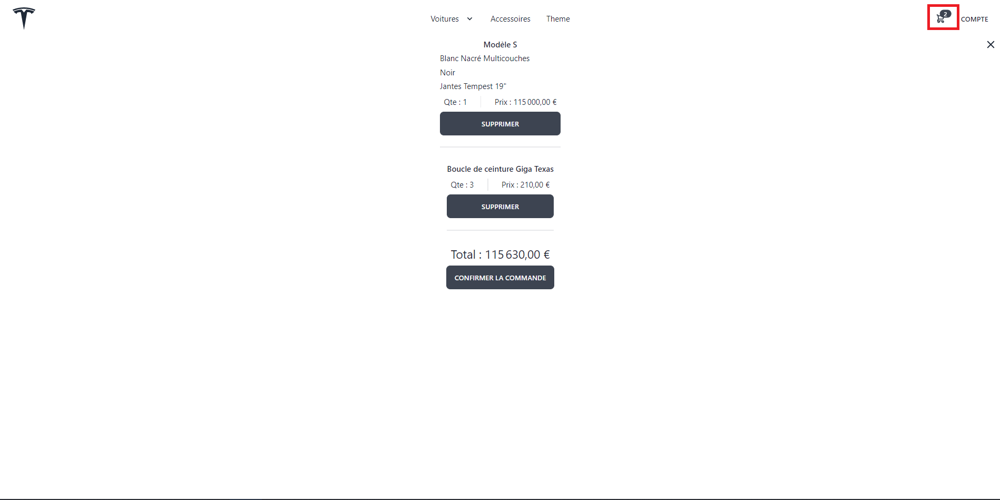 Voitures Accessoires Theme 2 COMPTE
Modèle S
Blanc Nacré Multicouches
Noir
Jantes Tempest 19"
Qte : 1 Prix : 115 000,00 €
SUPPRIMER
Boucle de ceinture Giga Texas
Qte : 3 Prix : 210,00 €
SUPPRIMER
Total : 115 630,00 €
CONFIRMER LA COMMANDE